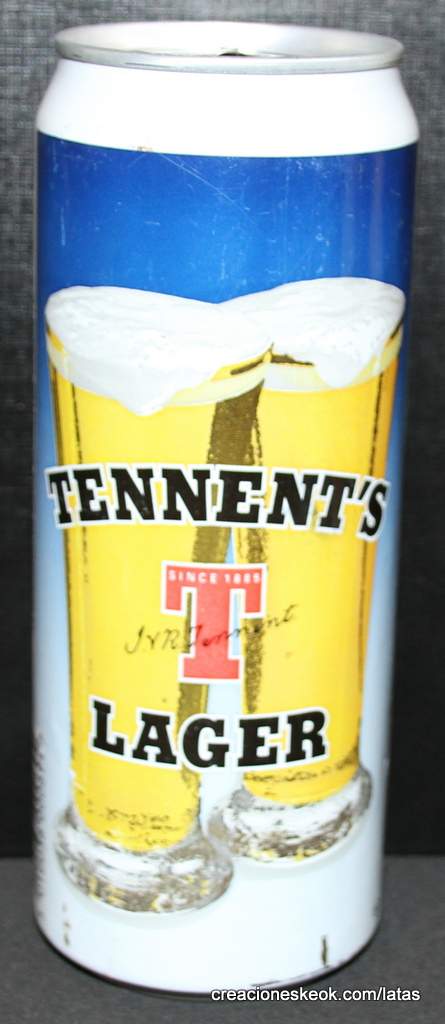 TENNENT'S
SINCE 1885
T
J & R Tennent
LAGER
creacioneskeok.com/latas